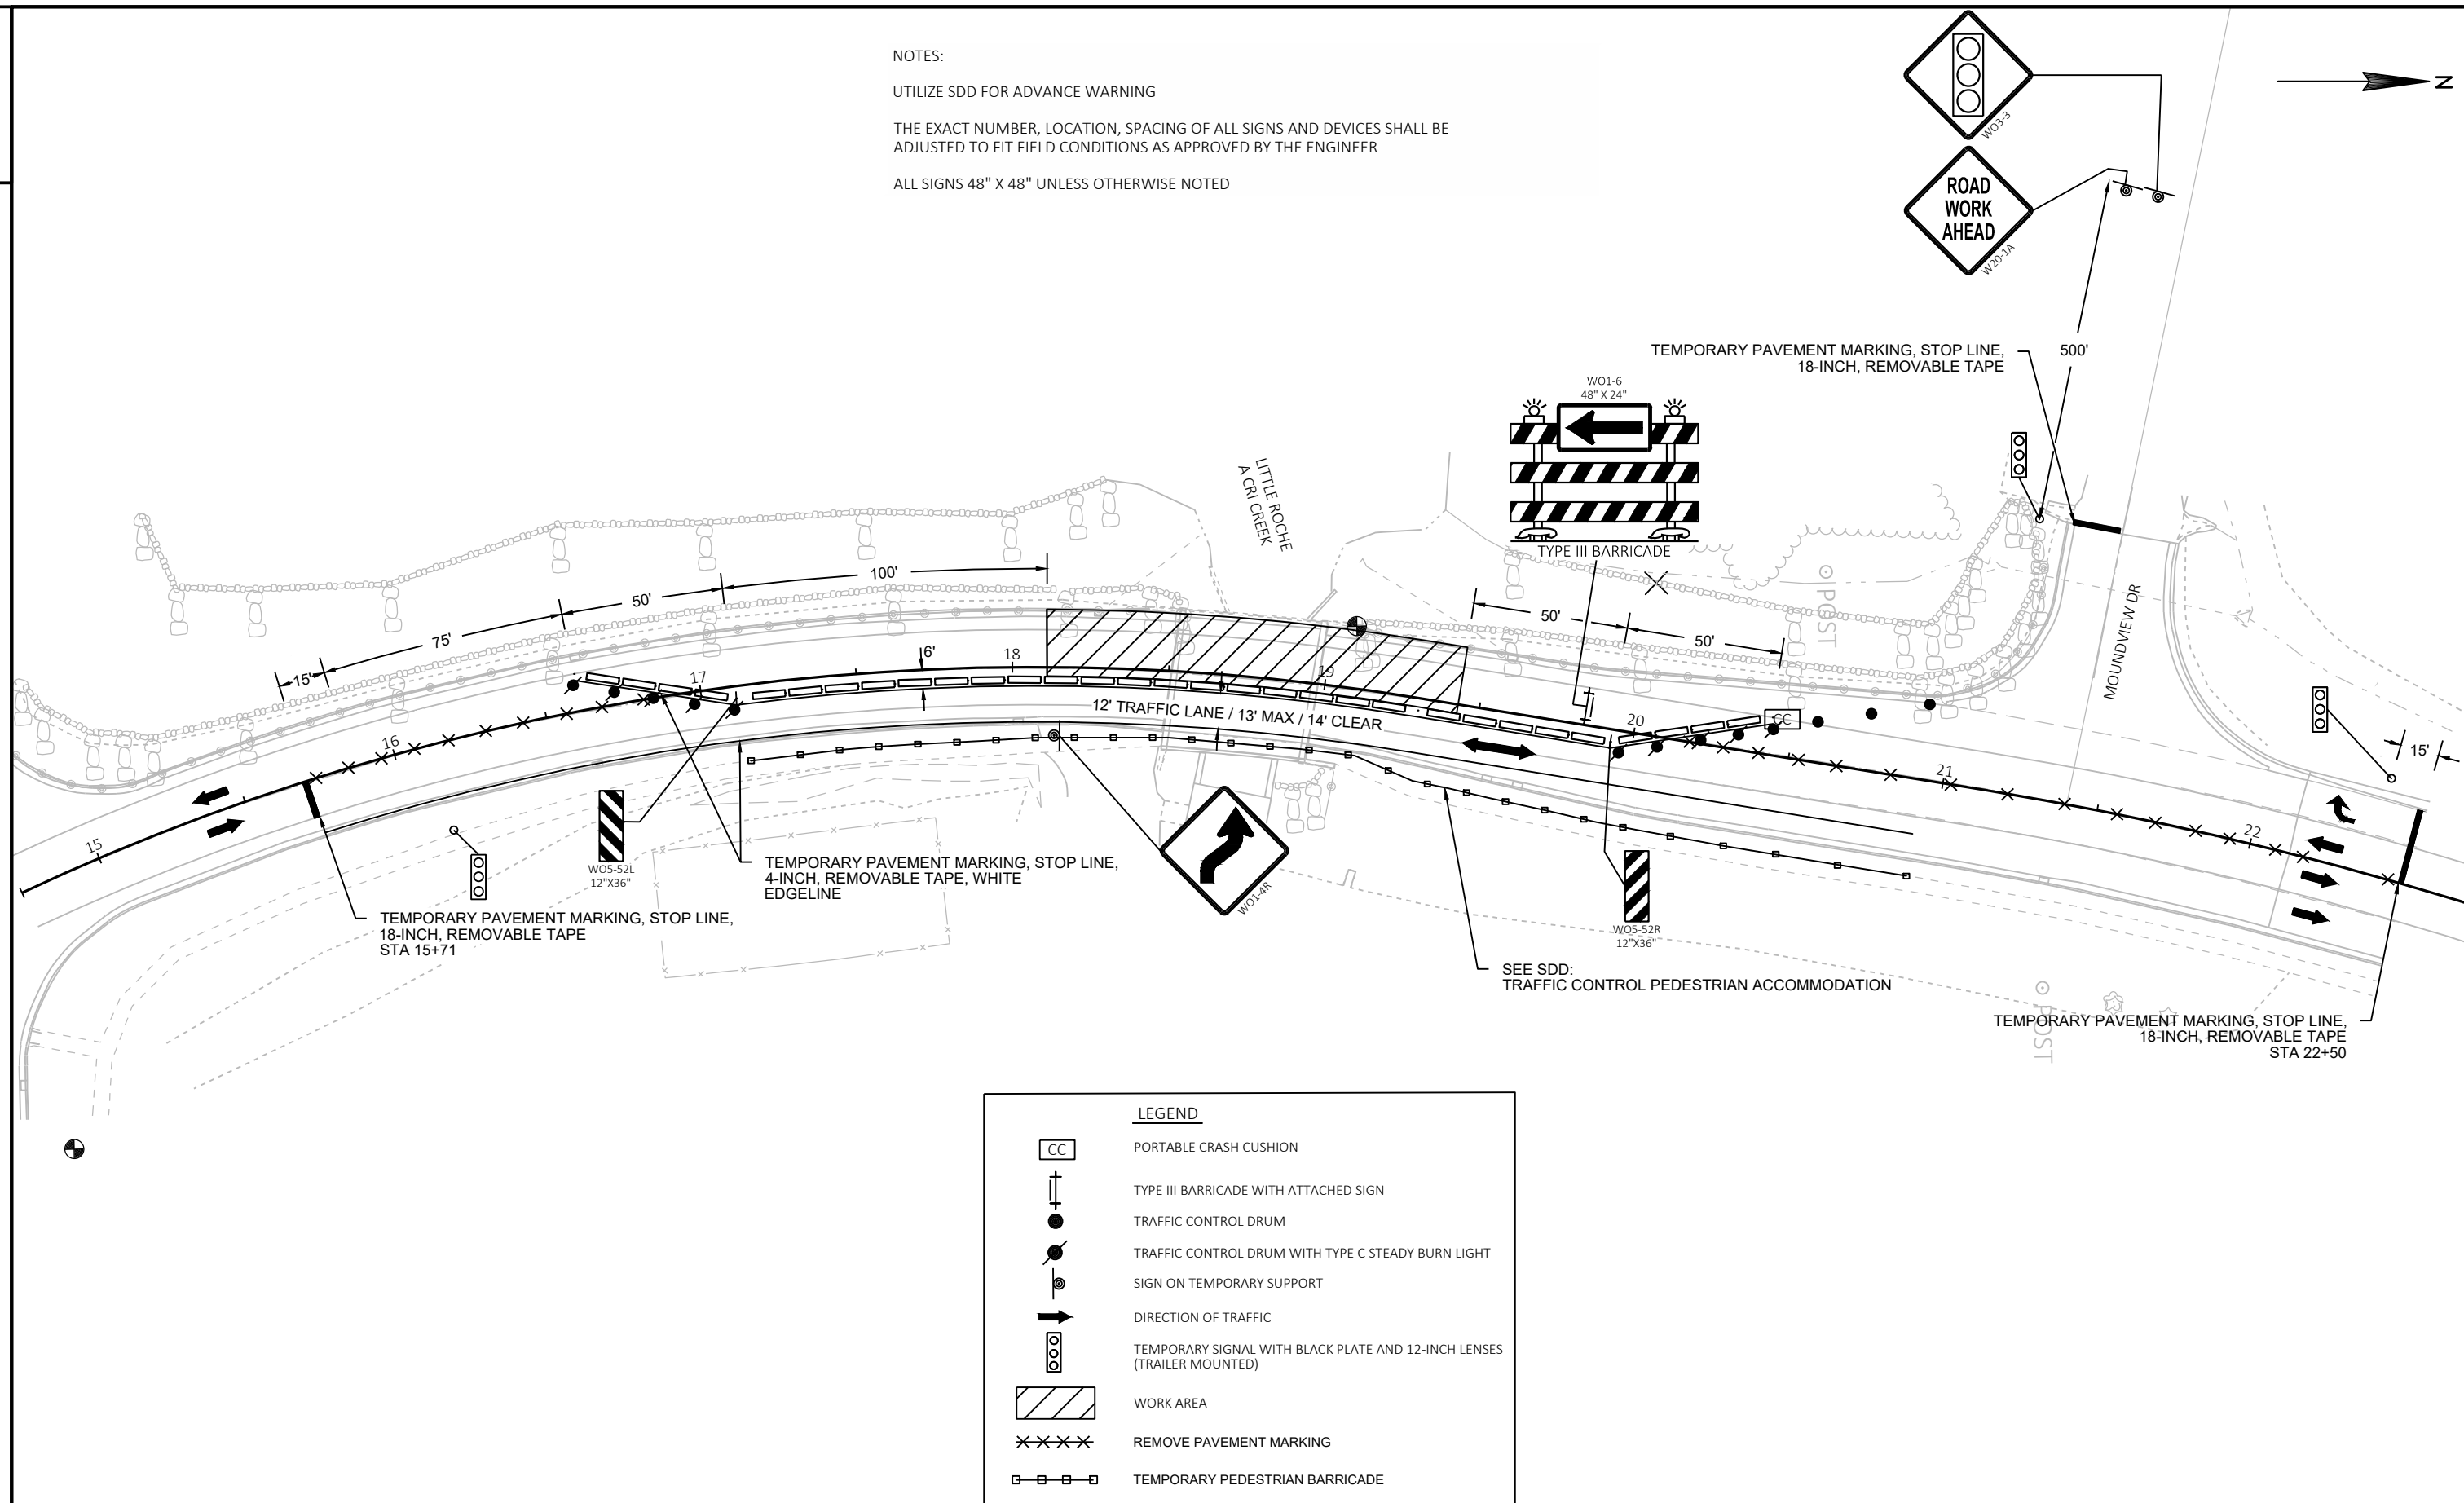 NOTES:
UTILIZE SDD FOR ADVANCE WARNING
THE EXACT NUMBER, LOCATION, SPACING OF ALL SIGNS AND DEVICES SHALL BE
ADJUSTED TO FIT FIELD CONDITIONS AS APPROVED BY THE ENGINEER
ALL SIGNS 48" X 48" UNLESS OTHERWISE NOTED
WO3-3
N
ROAD
WORK
AHEAD
W20-1A
TEMPORARY PAVEMENT MARKING, STOP LINE,
18-INCH, REMOVABLE TAPE
500'
WO1-6
48" X 24"
TYPE III BARRICADE
LITTLE ROCHE
A CRI CREEK
15'
75'
50'
100'
50'
50'
POST
MOUNDVIEW DR
6'
15
16
17
18
19
20
21
22
12' TRAFFIC LANE / 13' MAX / 14' CLEAR
CC
15'
WO5-52L
12"X36"
TEMPORARY PAVEMENT MARKING, STOP LINE,
4-INCH, REMOVABLE TAPE, WHITE
EDGELINE
WO1-4R
WO5-52R
12"X36"
TEMPORARY PAVEMENT MARKING, STOP LINE,
18-INCH, REMOVABLE TAPE
STA 15+71
SEE SDD:
TRAFFIC CONTROL PEDESTRIAN ACCOMMODATION
POST
TEMPORARY PAVEMENT MARKING, STOP LINE,
18-INCH, REMOVABLE TAPE
STA 22+50
LEGEND
CC PORTABLE CRASH CUSHION
TYPE III BARRICADE WITH ATTACHED SIGN
TRAFFIC CONTROL DRUM
TRAFFIC CONTROL DRUM WITH TYPE C STEADY BURN LIGHT
SIGN ON TEMPORARY SUPPORT
DIRECTION OF TRAFFIC
TEMPORARY SIGNAL WITH BLACK PLATE AND 12-INCH LENSES
(TRAILER MOUNTED)
WORK AREA
REMOVE PAVEMENT MARKING
TEMPORARY PEDESTRIAN BARRICADE